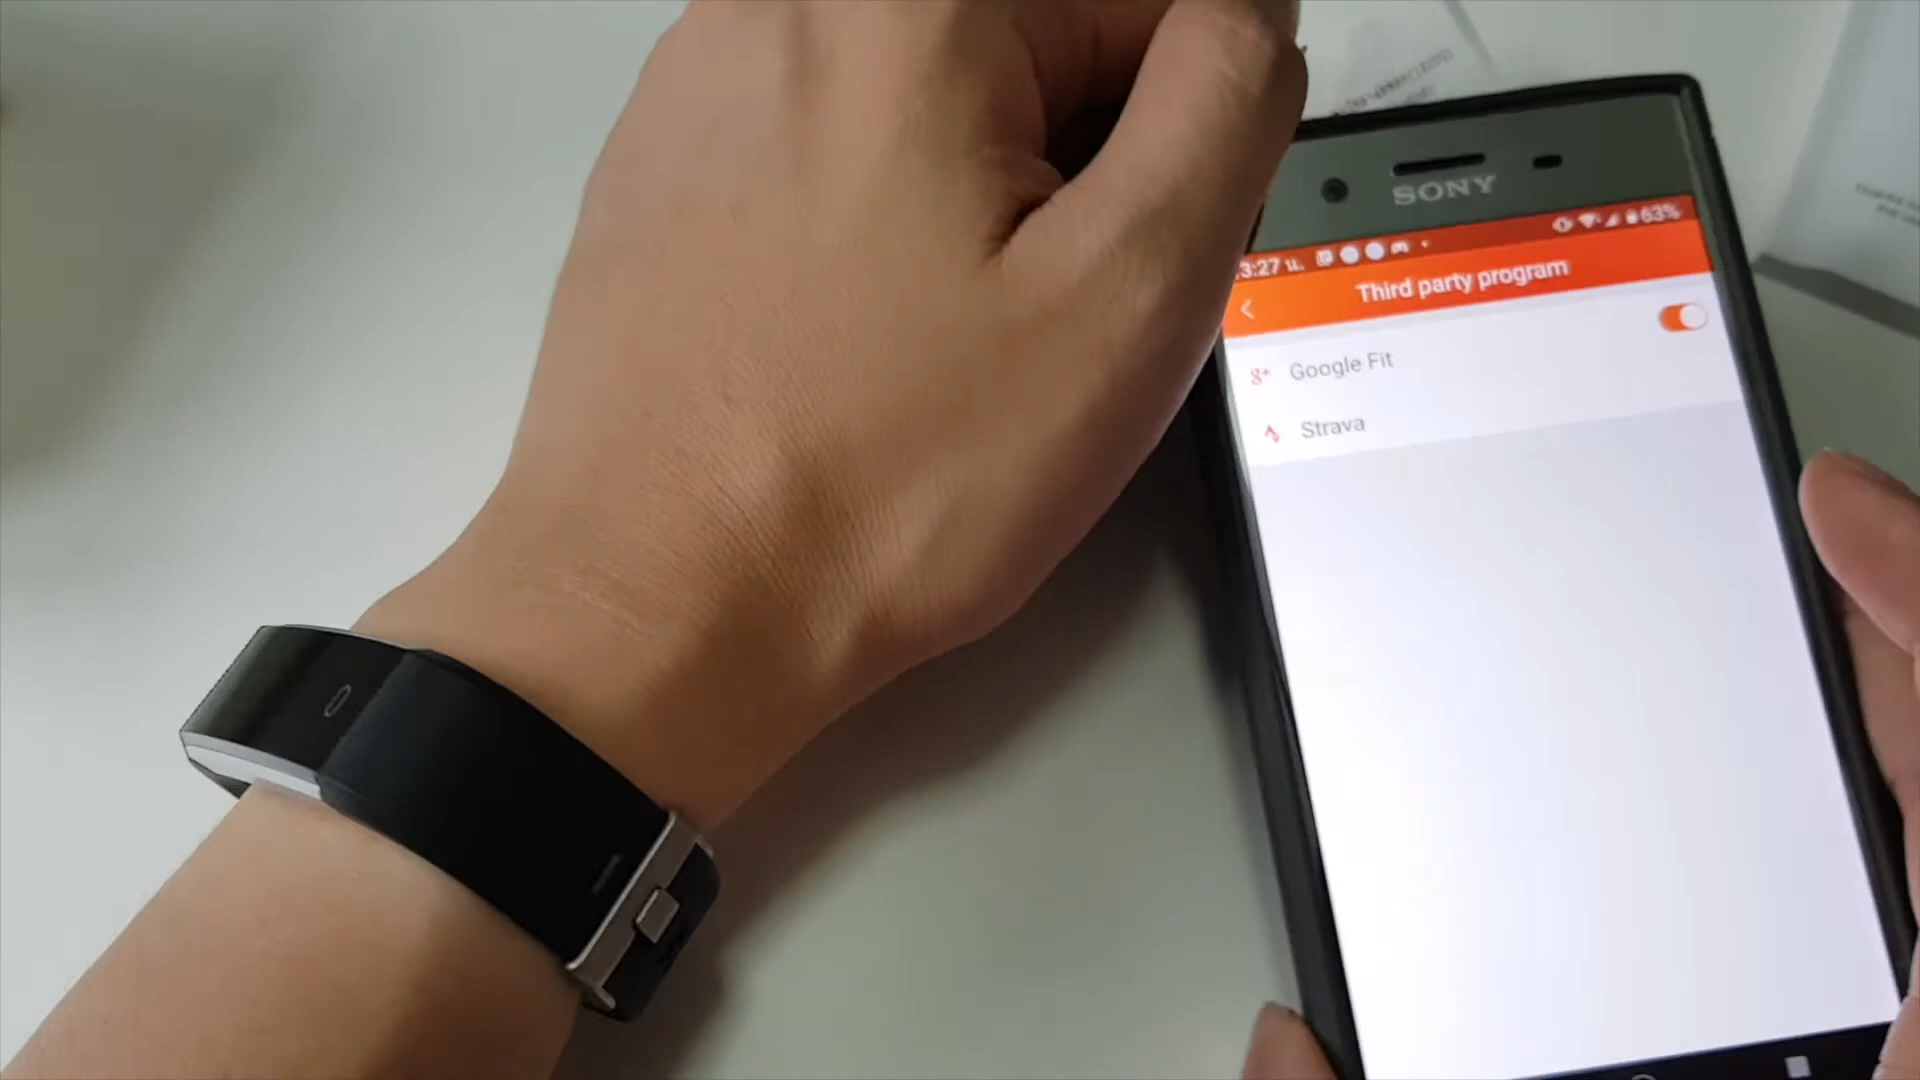 SONY
3:27 น.
63%
Third party program
Google Fit
Strava